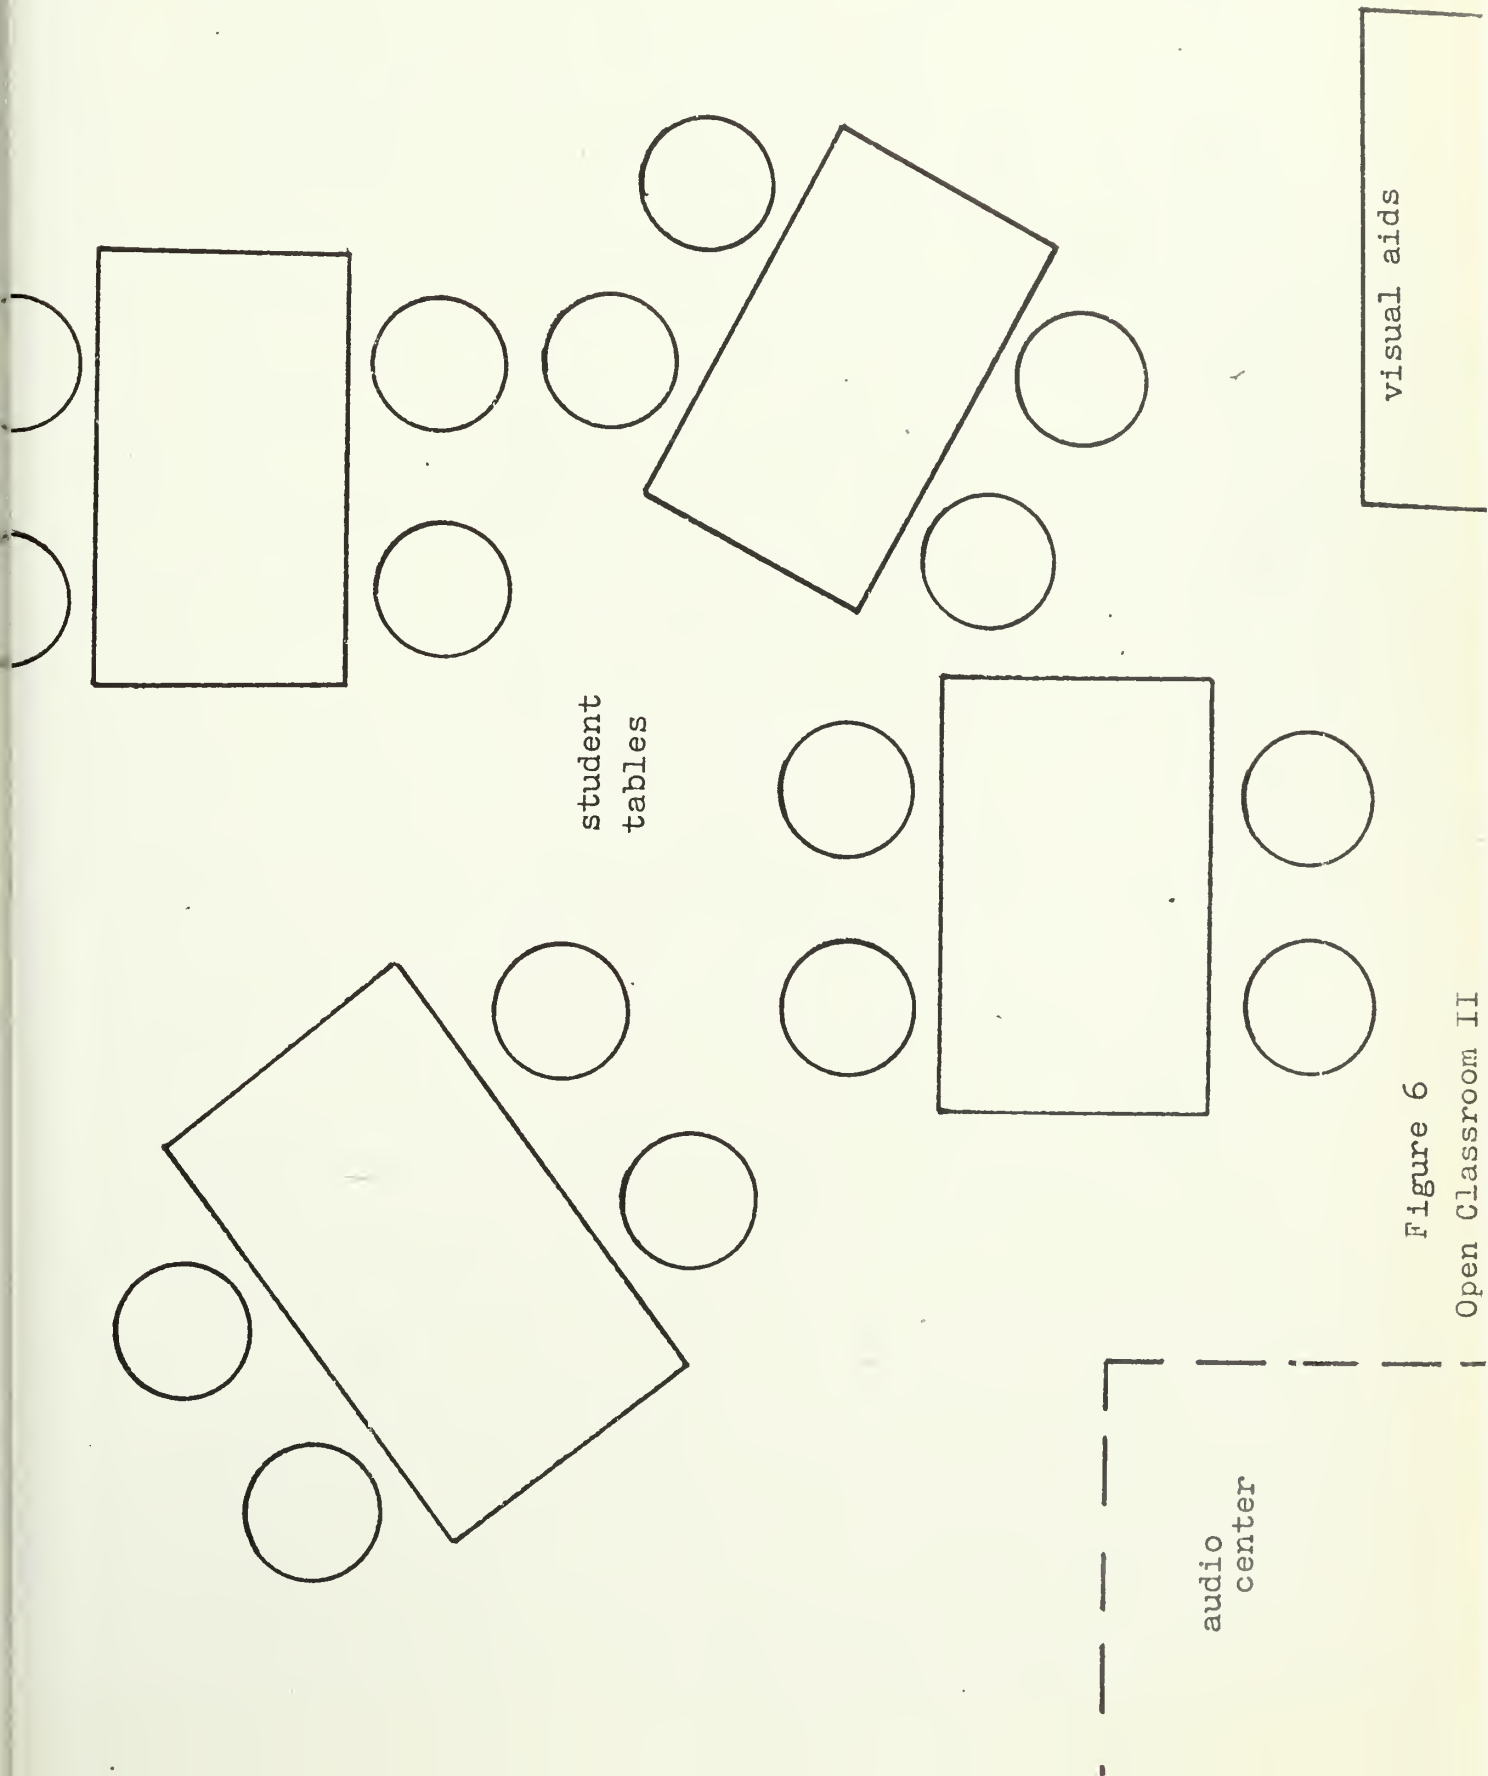 student
tables
visual aids
audio
center
Figure 6
Open Classroom II